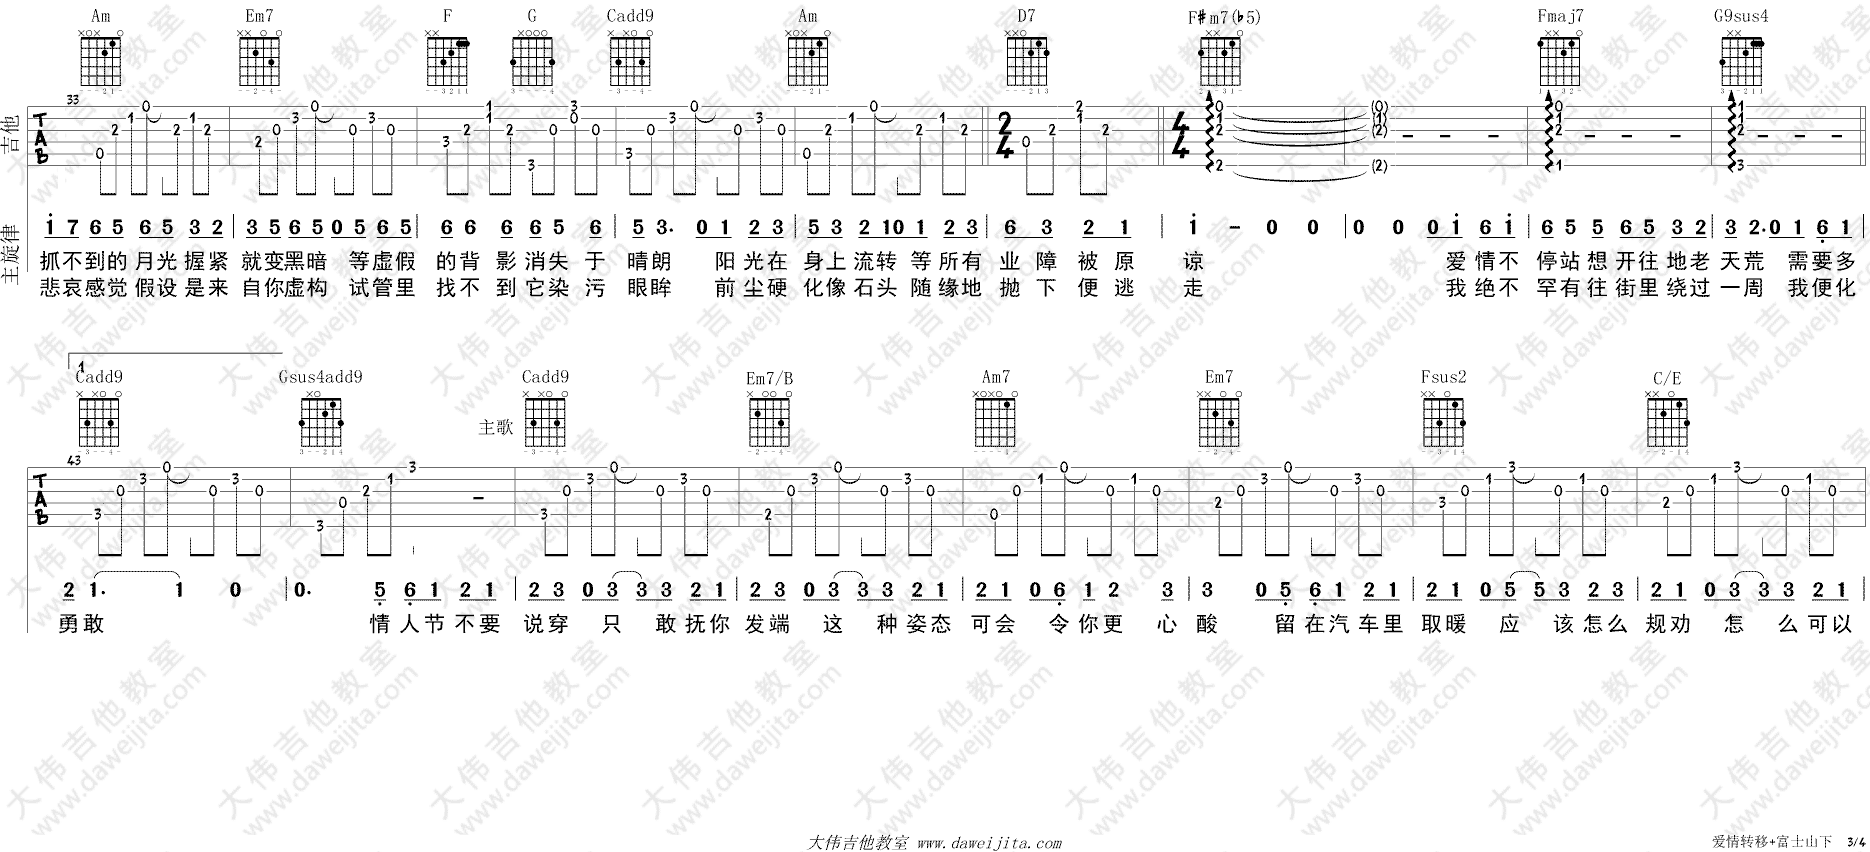 Am Em7 F G Cadd9 Am D7 F#m7(♭5) Fmaj7 G9sus4
吉他
33
主旋律
i 7 6 5 6 5 3 2 3 5 6 5 0 5 6 5 6 6 6 6 5 6 5 3. 0 1 2 3 5 3 2 1 0 1 2 3 6 3 2 1 i - 0 0 0 0 0 i 6 i 6 5 5 6 5 3 2 3 2. 0 1 6 1
抓不到的 月光握紧 就变黑暗 等虚假 的背 影消失 于 晴朗 阳光在 身上流转 等所有 业 障 被 原 谅 爱情不 停站想开往地老 天荒 需要多
悲哀感觉 假设是来 自你虚构 试管里 找不 到它染 污 眼眸 前尘硬 化像石头 随缘地 抛 下 便 逃 走 我绝不 罕有往街里绕过 一周 我便化
1
Cadd9 Gsus4add9 Cadd9 Em7/B Am7 Em7 Fsus2 C/E
主歌
43
2 1. 1 0 0. 5 6 1 2 1 2 3 0 3 3 3 2 1 2 3 0 3 3 3 2 1 2 1 0 6 1 2 3 3 0 5 6 1 2 1 2 1 0 5 5 3 2 3 2 1 0 3 3 3 2 1
勇敢 情人节不要 说穿 只 敢抚你 发端 这 种姿态 可会 令你更 心 酸 留在汽车里 取暖 应 该怎么 规劝 怎 么可以
大伟吉他教室 www.daweijita.com
爱情转移+富士山下 3/4